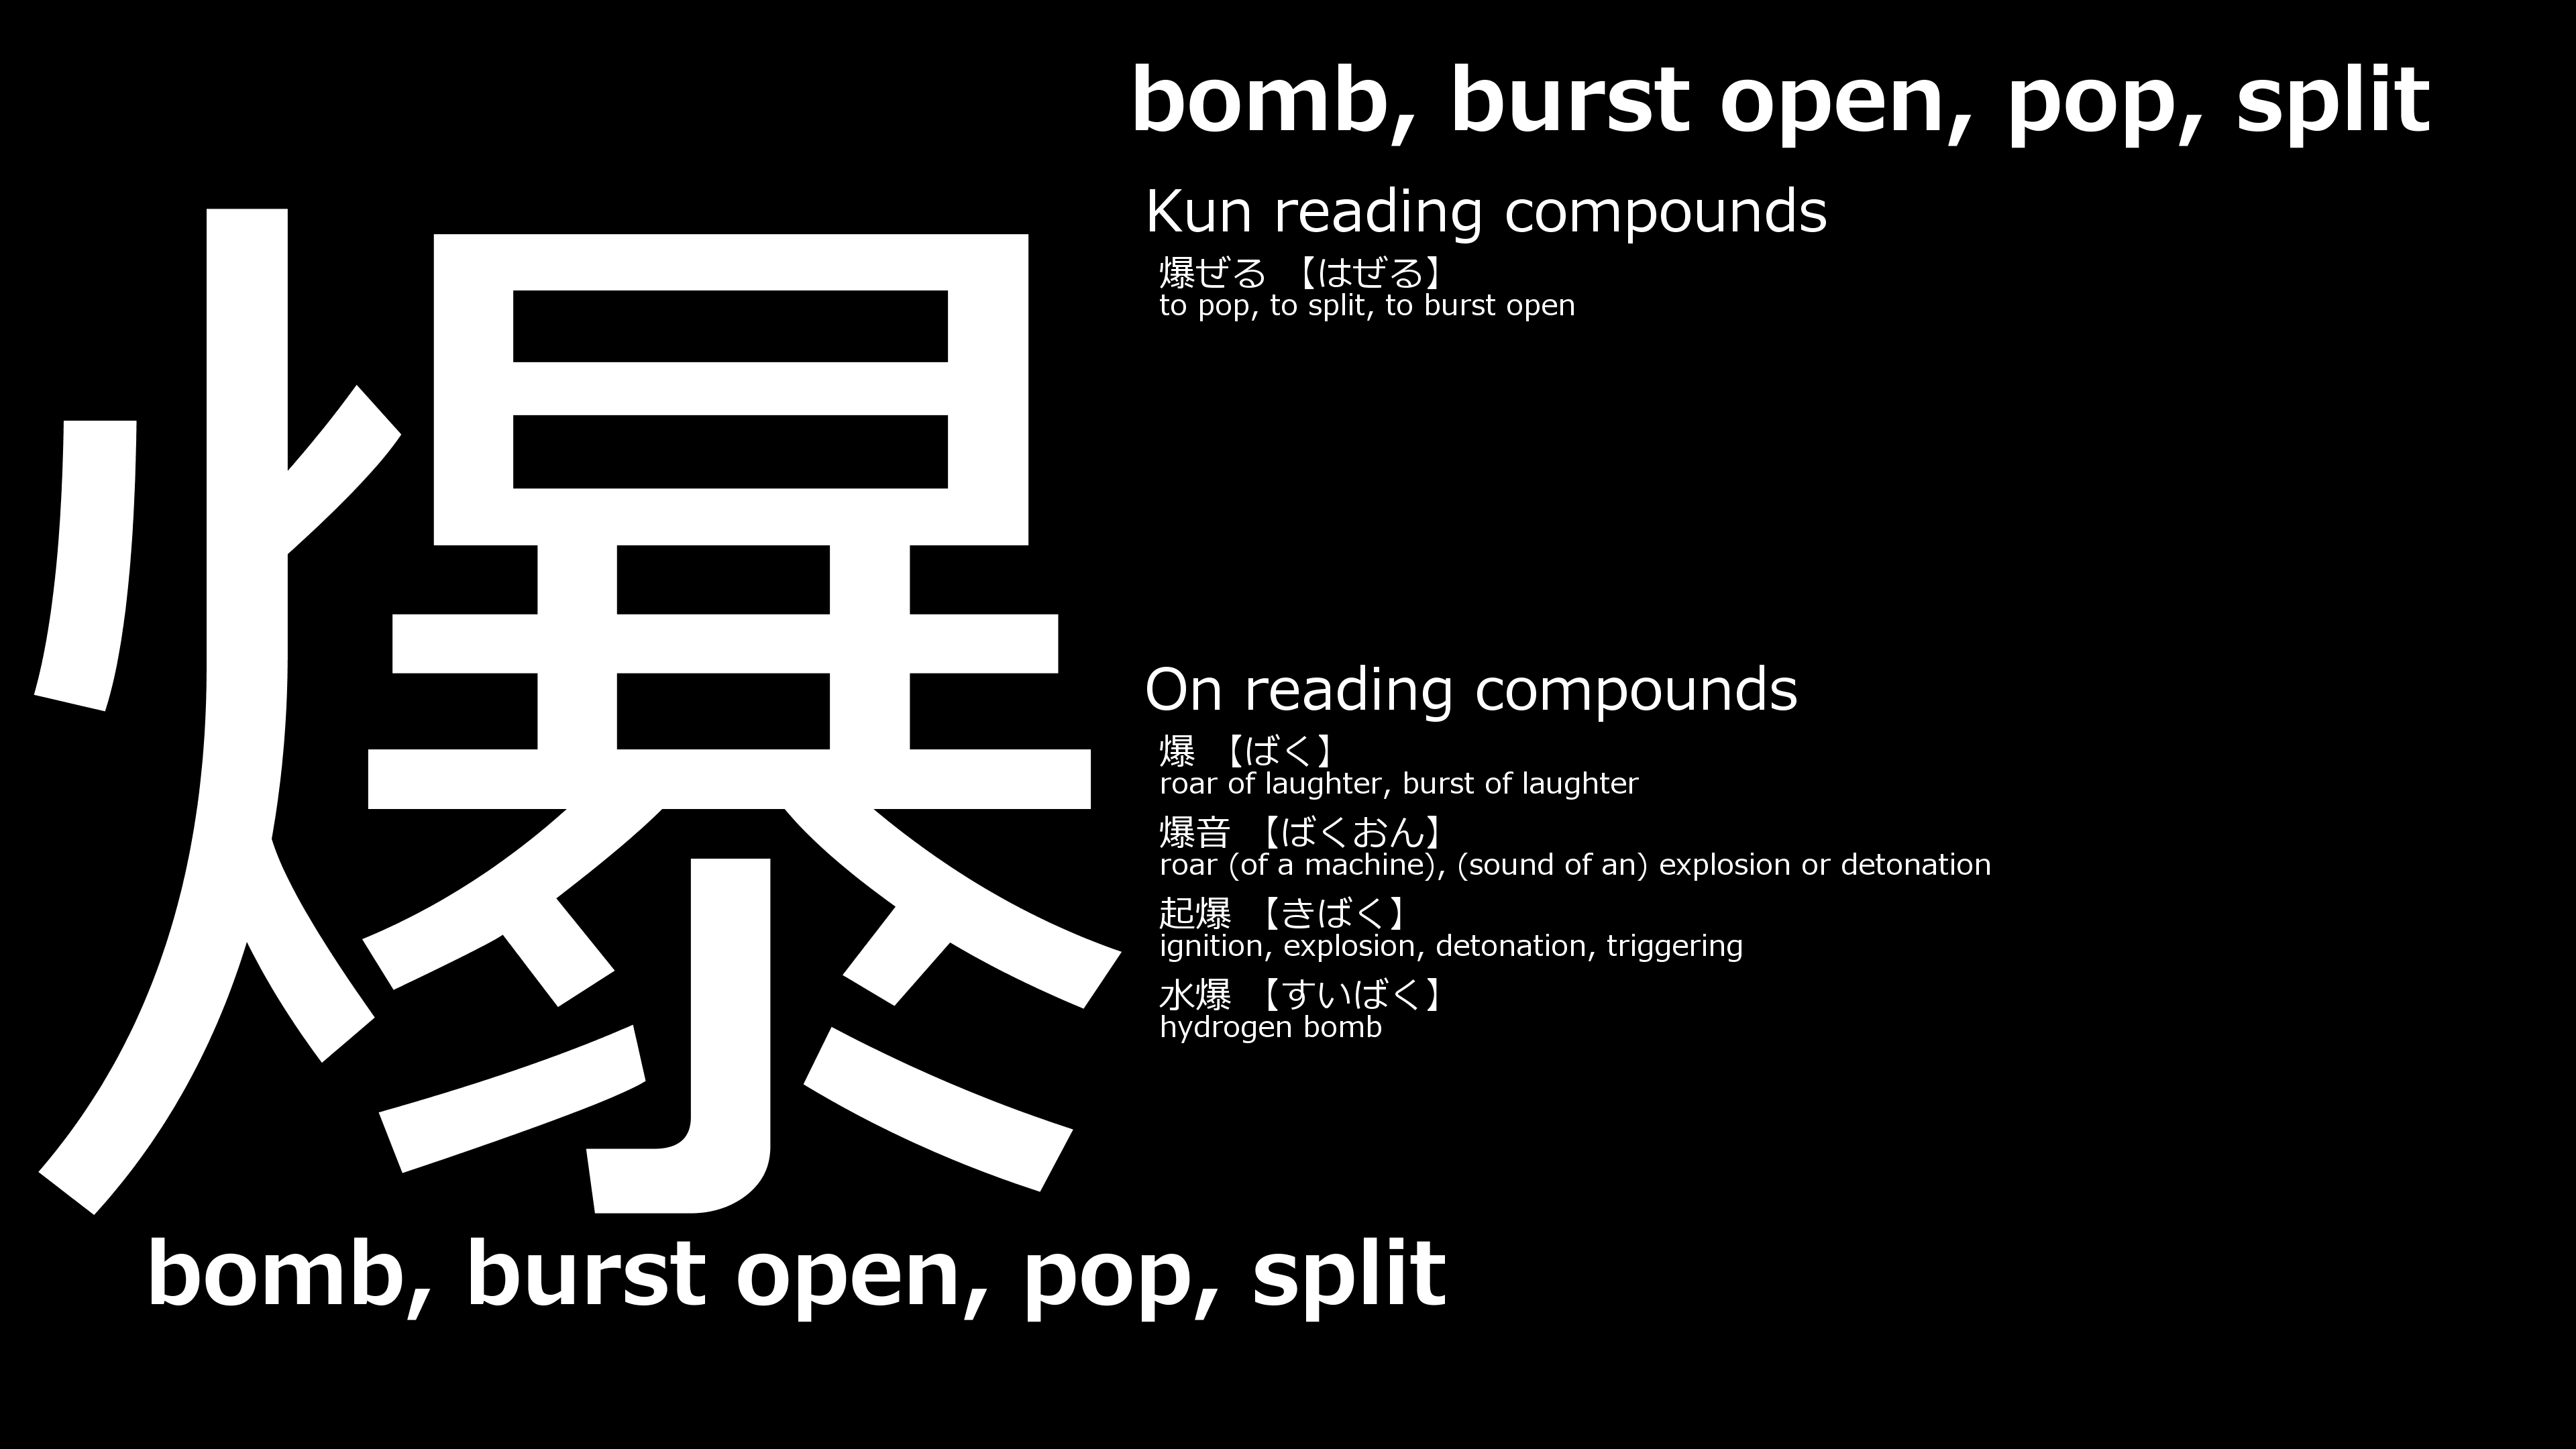 爆
bomb, burst open, pop, split
bomb, burst open, pop, split
Kun reading compounds
爆ぜる 【はぜる】
to pop, to split, to burst open
On reading compounds
爆 【ばく】
roar of laughter, burst of laughter
爆音 【ばくおん】
roar (of a machine), (sound of an) explosion or detonation
起爆 【きばく】
ignition, explosion, detonation, triggering
水爆 【すいばく】
hydrogen bomb